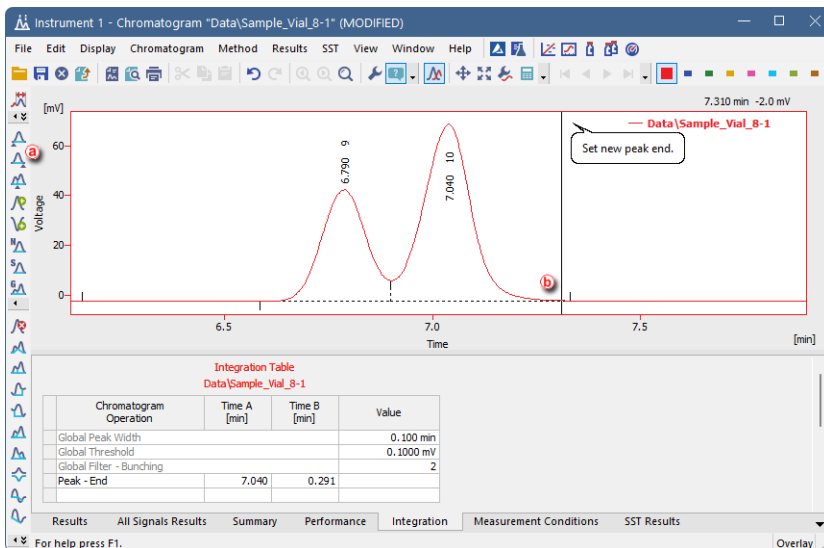 Instrument 1 - Chromatogram "Data\Sample_Vial_8-1" (MODIFIED)
File Edit Display Chromatogram Method Results SST View Window Help
7.310 min -2.0 mV
[mV]
Data\Sample_Vial_8-1
Set new peak end.
a
60
40
20
0
Voltage
6.790 9
7.040 10
b
6.5 7.0 7.5
Time
[min]
Integration Table
Data\Sample_Vial_8-1
Chromatogram Operation Time A [min] Time B [min] Value
Global Peak Width 0.100 min
Global Threshold 0.1000 mV
Global Filter - Bunching 2
Peak - End 7.040 0.291
Results All Signals Results Summary Performance Integration Measurement Conditions SST Results
For help press F1. Overlay